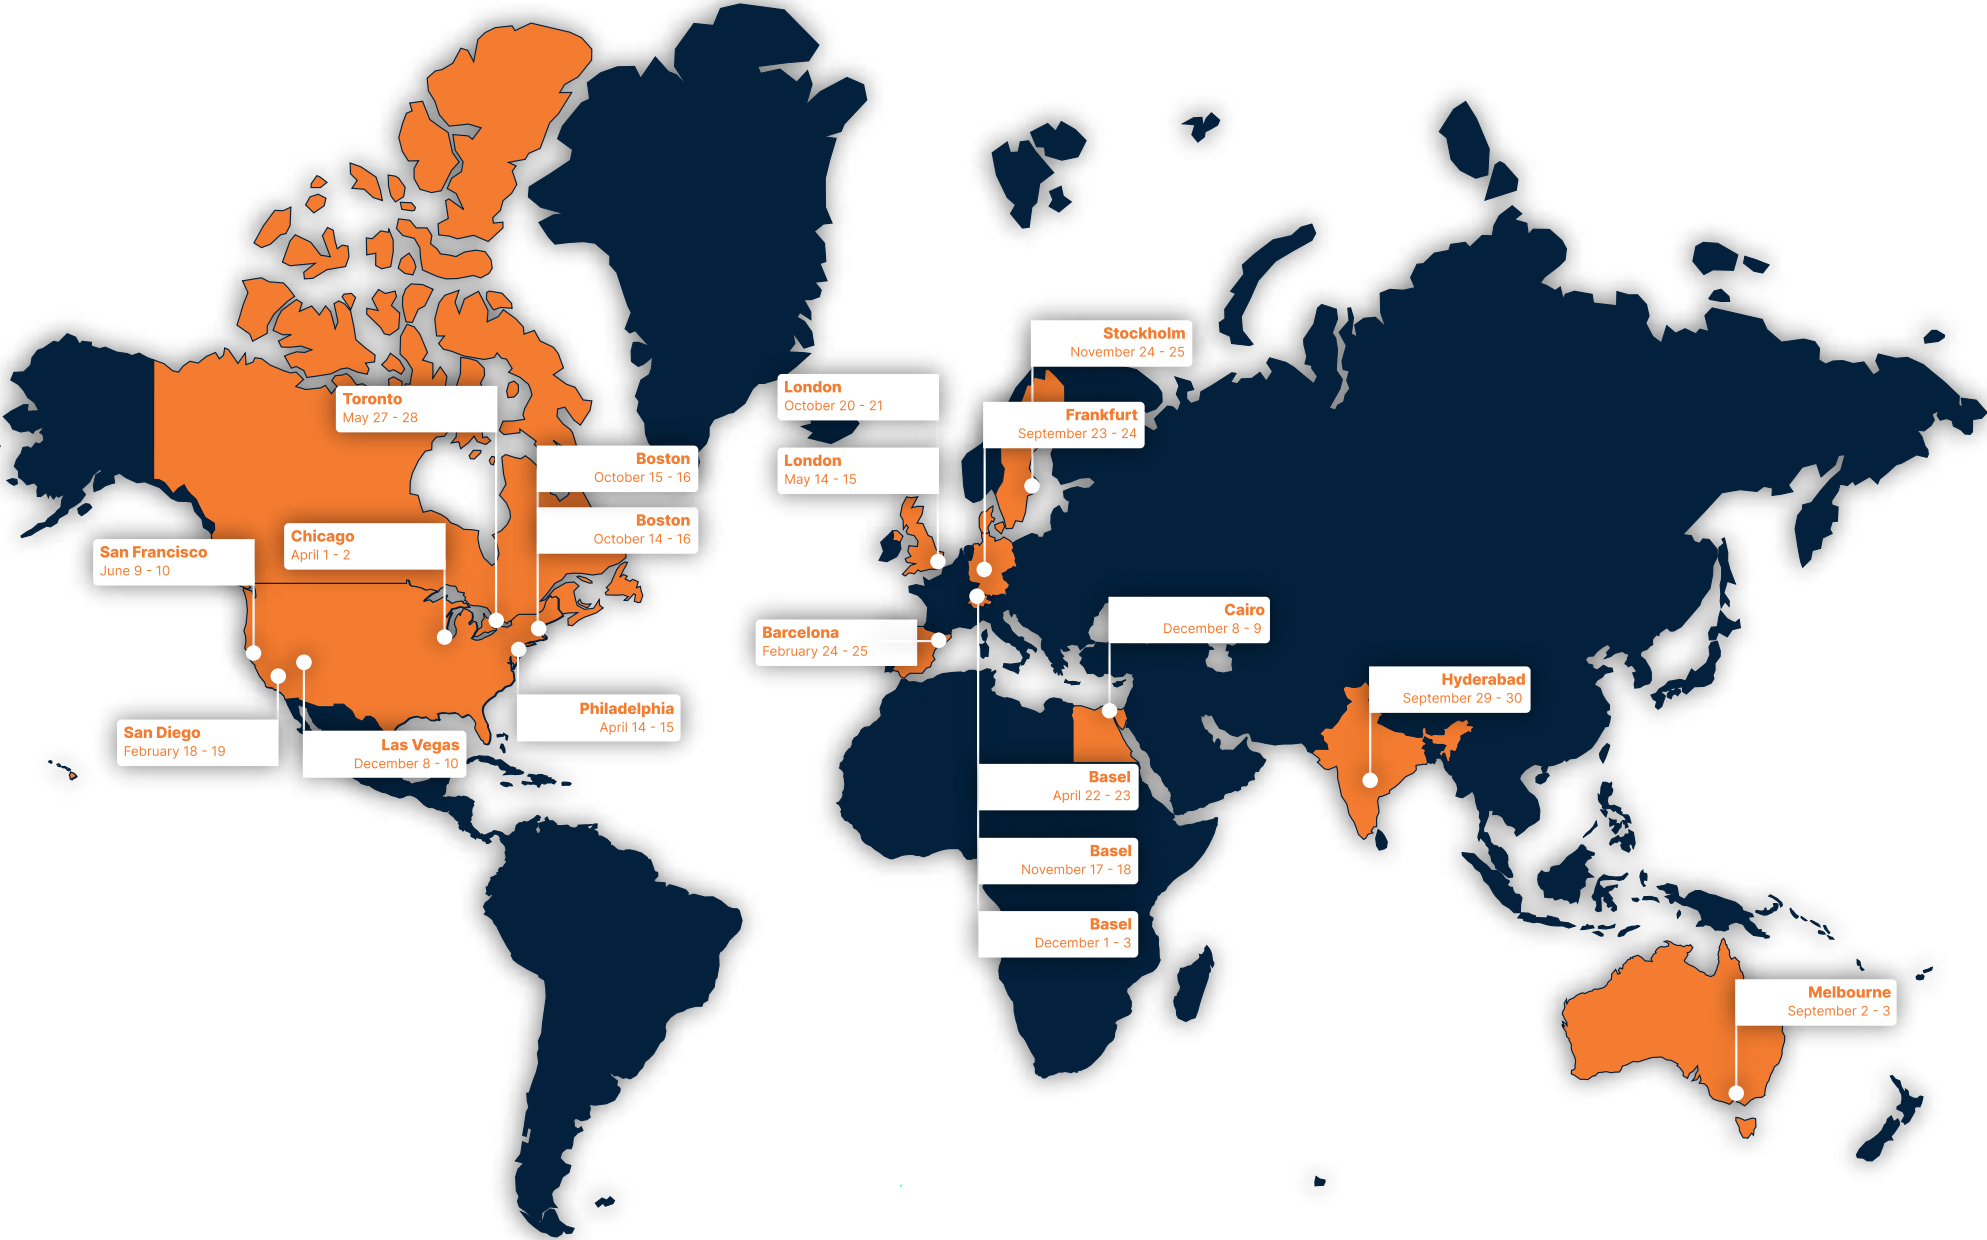 Stockholm
November 24 - 25
London
October 20 - 21
Toronto
May 27 - 28
Frankfurt
September 23 - 24
Boston
October 15 - 16
London
May 14 - 15
Boston
October 14 - 16
Chicago
April 1 - 2
San Francisco
June 9 - 10
Cairo
December 8 - 9
Barcelona
February 24 - 25
Hyderabad
September 29 - 30
Philadelphia
April 14 - 15
San Diego
February 18 - 19
Las Vegas
December 8 - 10
Basel
April 22 - 23
Basel
November 17 - 18
Basel
December 1 - 3
Melbourne
September 2 - 3